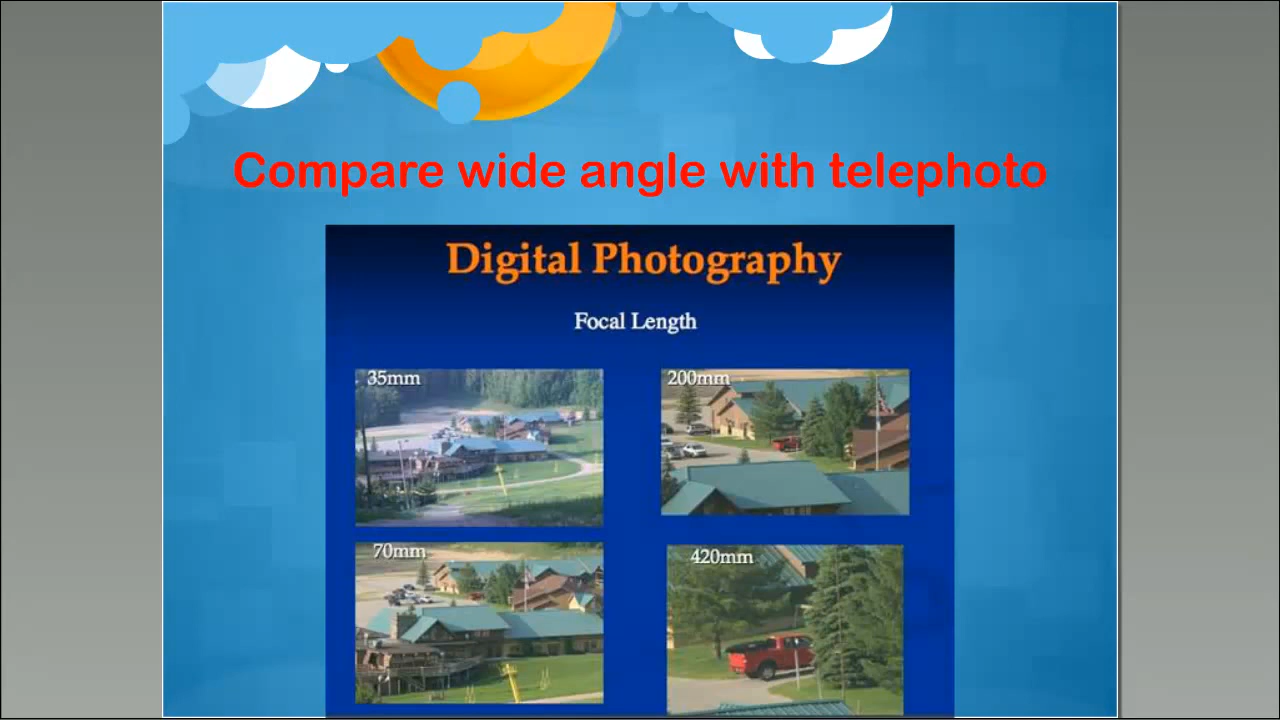 Compare wide angle with telephoto
Digital Photography
Focal Length
35mm
200mm
70mm
420mm